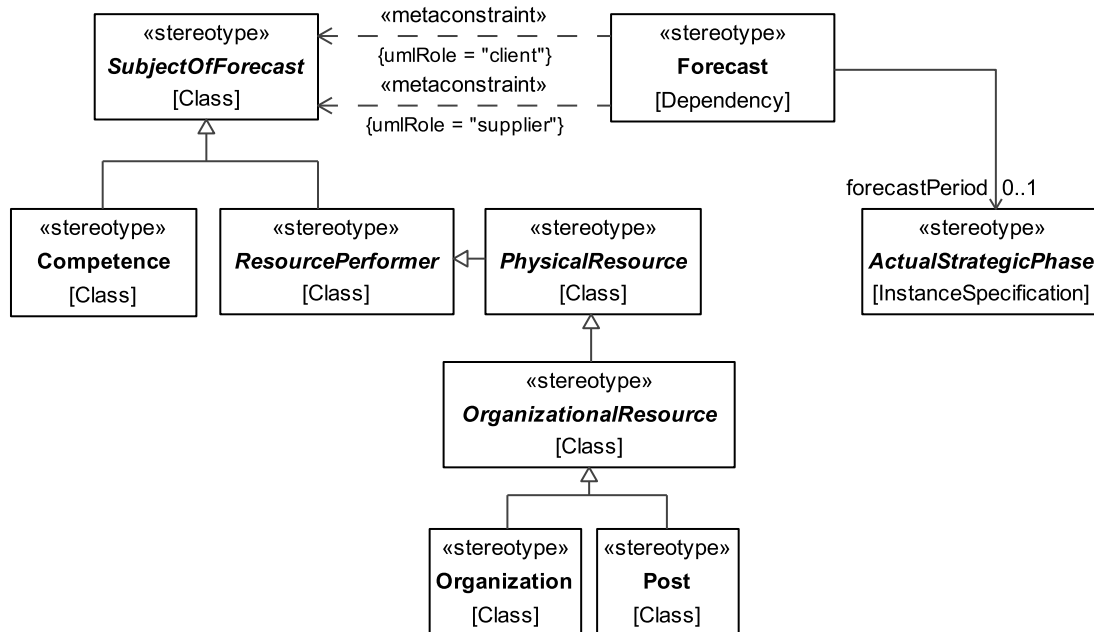 «stereotype»
SubjectOfForecast
[Class]
«metaconstraint»
{umlRole = "client"}
«metaconstraint»
{umlRole = "supplier"}
«stereotype»
Forecast
[Dependency]
forecastPeriod 0..1
«stereotype»
Competence
[Class]
«stereotype»
ResourcePerformer
[Class]
«stereotype»
PhysicalResource
[Class]
«stereotype»
ActualStrategicPhase
[InstanceSpecification]
«stereotype»
OrganizationalResource
[Class]
«stereotype»
Organization
[Class]
«stereotype»
Post
[Class]